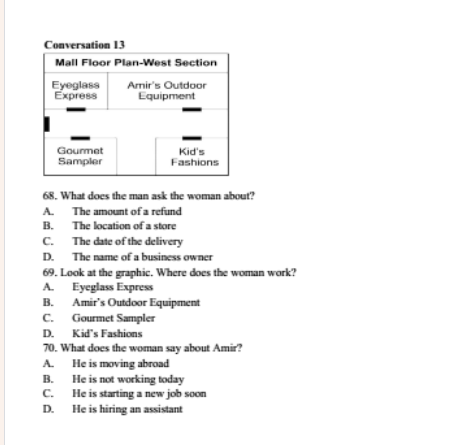 Conversation 13
Mall Floor Plan-West Section
Eyeglass
Express
Amir's Outdoor
Equipment
Gourmet
Sampler
Kid's
Fashions
68. What does the man ask the woman about?
A. The amount of a refund
B. The location of a store
C. The date of the delivery
D. The name of a business owner
69. Look at the graphic. Where does the woman work?
A. Eyeglass Express
B. Amir's Outdoor Equipment
C. Gourmet Sampler
D. Kid's Fashions
70. What does the woman say about Amir?
A. He is moving abroad
B. He is not working today
C. He is starting a new job soon
D. He is hiring an assistant